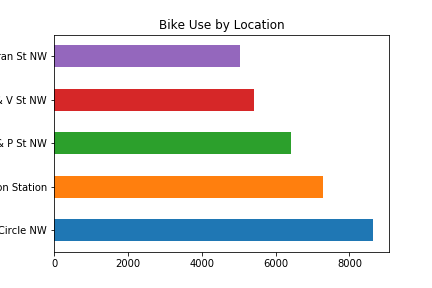 Bike Use by Location
ran St NW
& V St NW
& P St NW
on Station
Circle NW
0 2000 4000 6000 8000